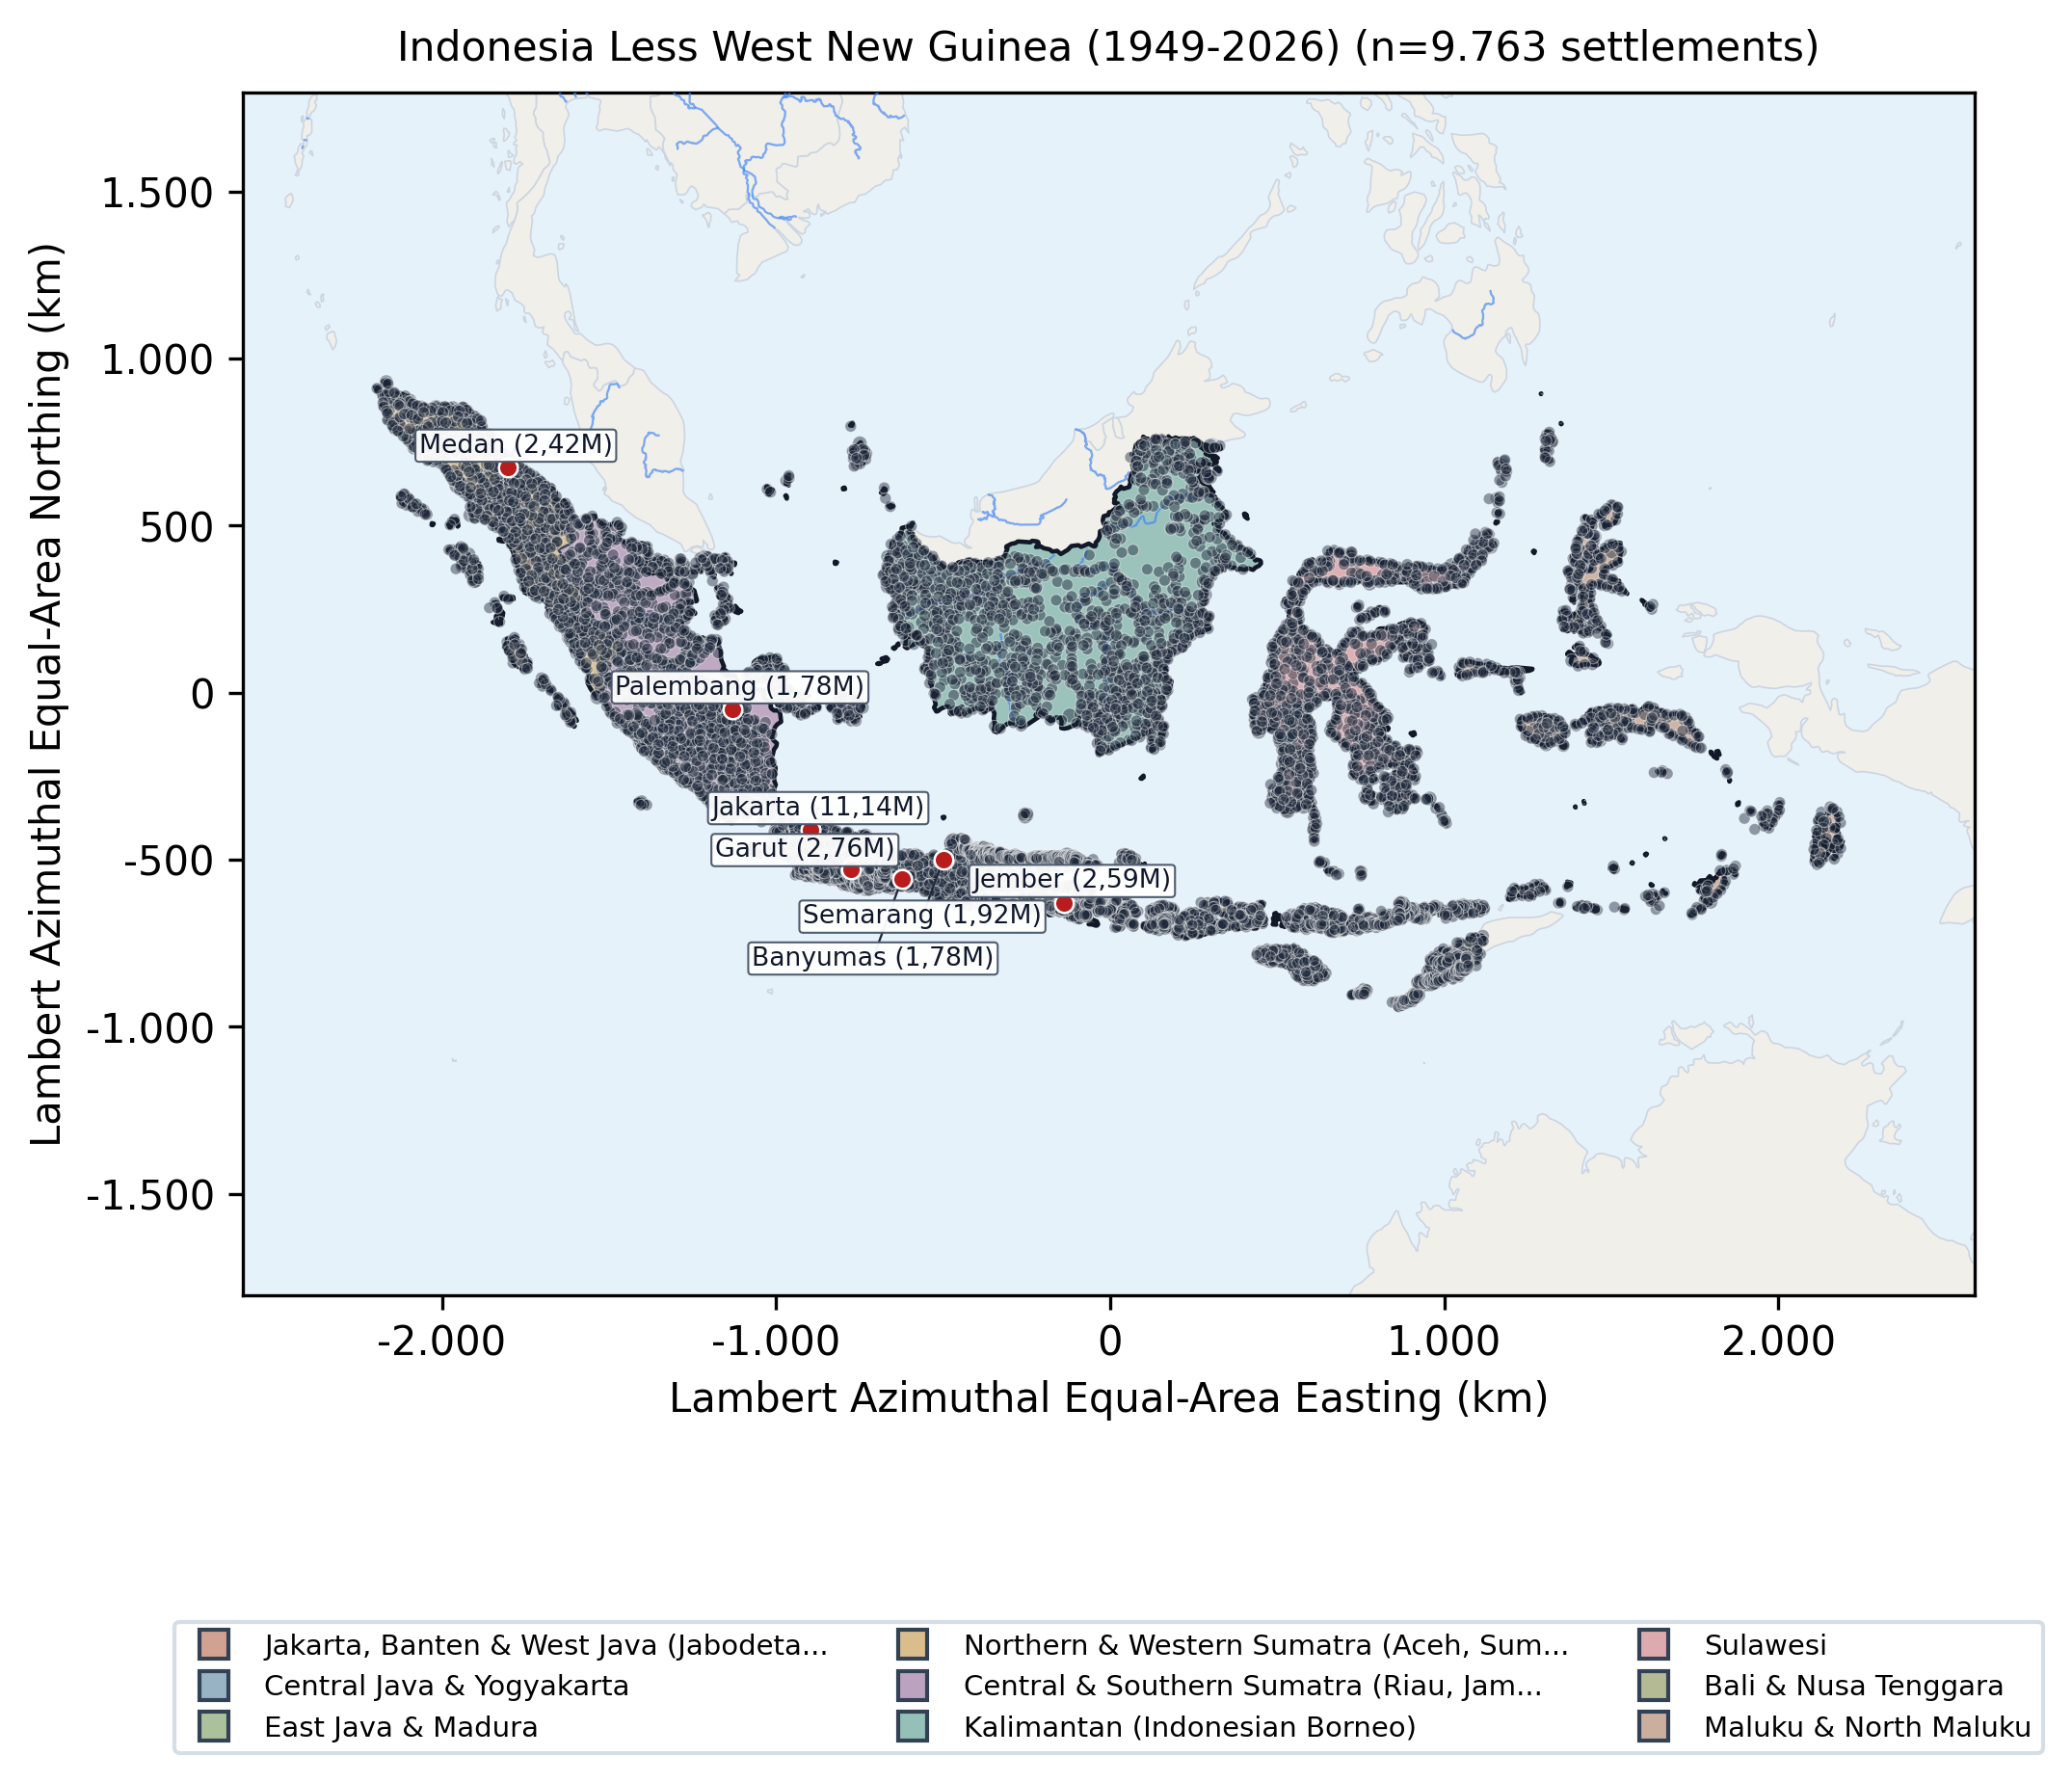 Indonesia Less West New Guinea (1949-2026) (n=9.763 settlements)
Lambert Azimuthal Equal-Area Northing (km)
1.500
1.000
500
0
-500
-1.000
-1.500
Medan (2,42M)
Palembang (1,78M)
Jakarta (11,14M)
Garut (2,76M)
Jember (2,59M)
Semarang (1,92M)
Banyumas (1,78M)
-2.000
-1.000
0
1.000
2.000
Lambert Azimuthal Equal-Area Easting (km)
Jakarta, Banten & West Java (Jabodeta...
Central Java & Yogyakarta
East Java & Madura
Northern & Western Sumatra (Aceh, Sum...
Central & Southern Sumatra (Riau, Jam...
Kalimantan (Indonesian Borneo)
Sulawesi
Bali & Nusa Tenggara
Maluku & North Maluku